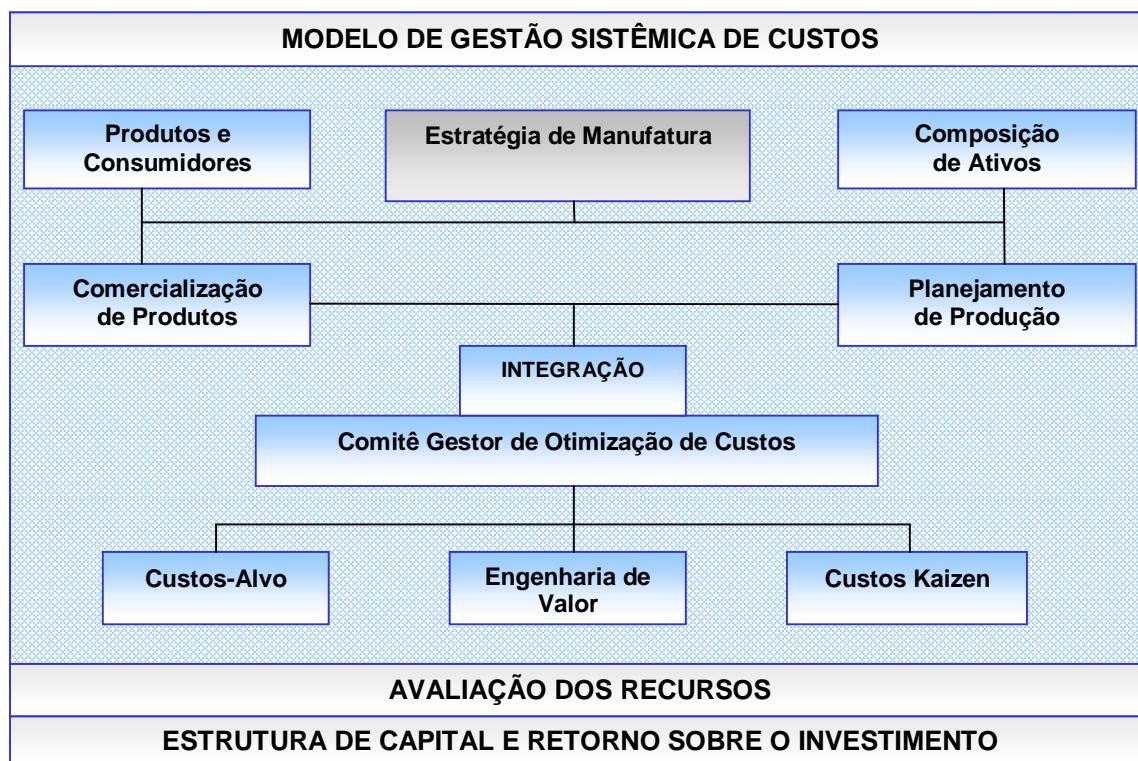 MODELO DE GESTÃO SISTÊMICA DE CUSTOS
Produtos e
Consumidores
Estratégia de Manufatura
Composição
de Ativos
Comercialização
de Produtos
Planejamento
de Produção
INTEGRAÇÃO
Comitê Gestor de Otimização de Custos
Custos-Alvo
Engenharia de
Valor
Custos Kaizen
AVALIAÇÃO DOS RECURSOS
ESTRUTURA DE CAPITAL E RETORNO SOBRE O INVESTIMENTO